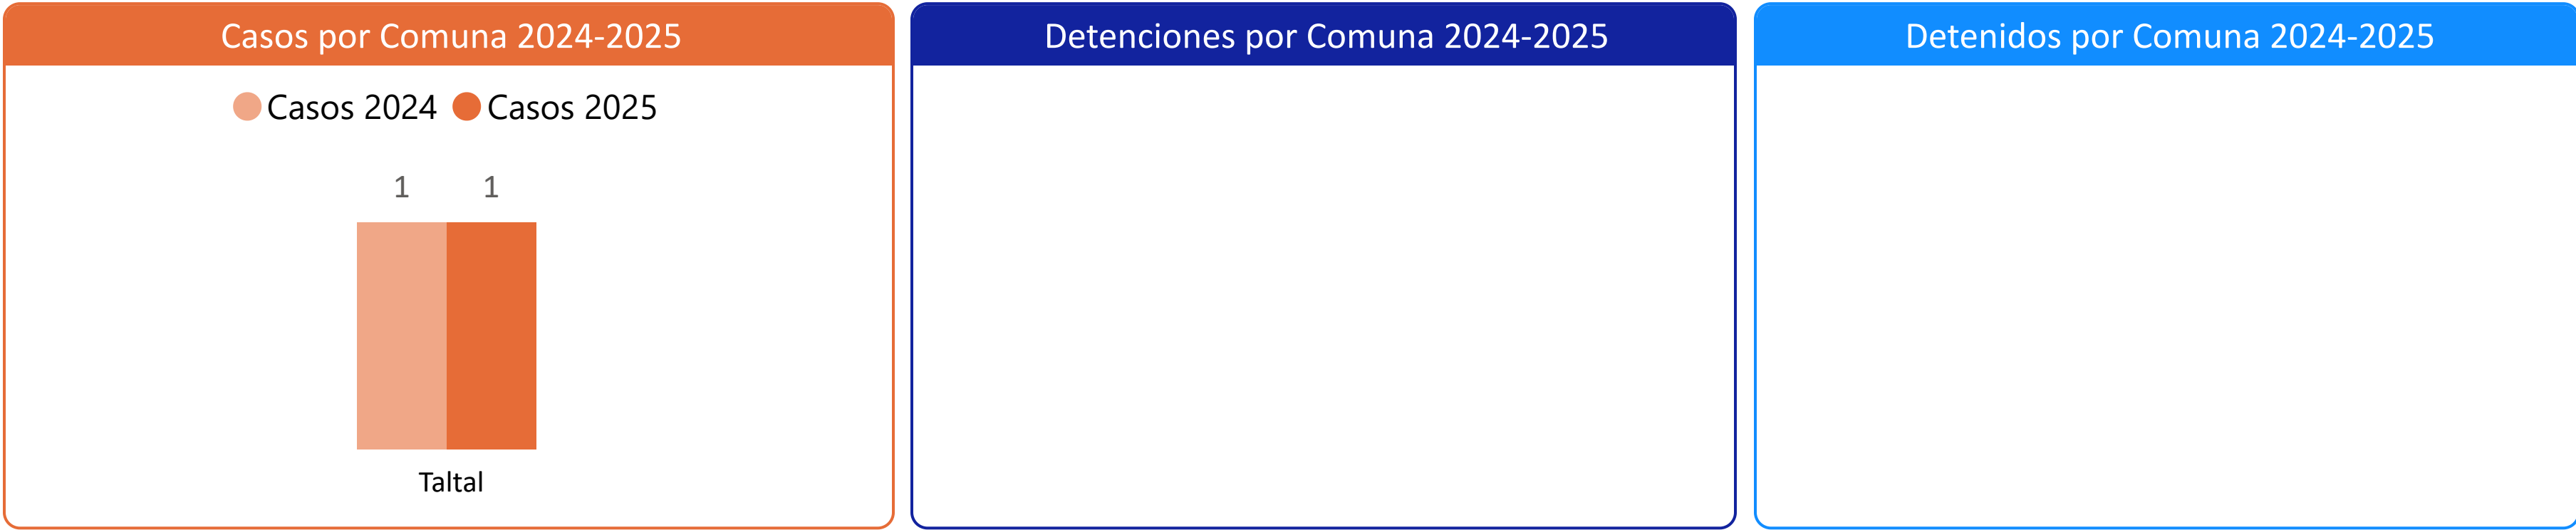 Casos por Comuna 2024-2025
Casos 2024 Casos 2025
1 1
Taltal
Detenciones por Comuna 2024-2025
Detenidos por Comuna 2024-2025